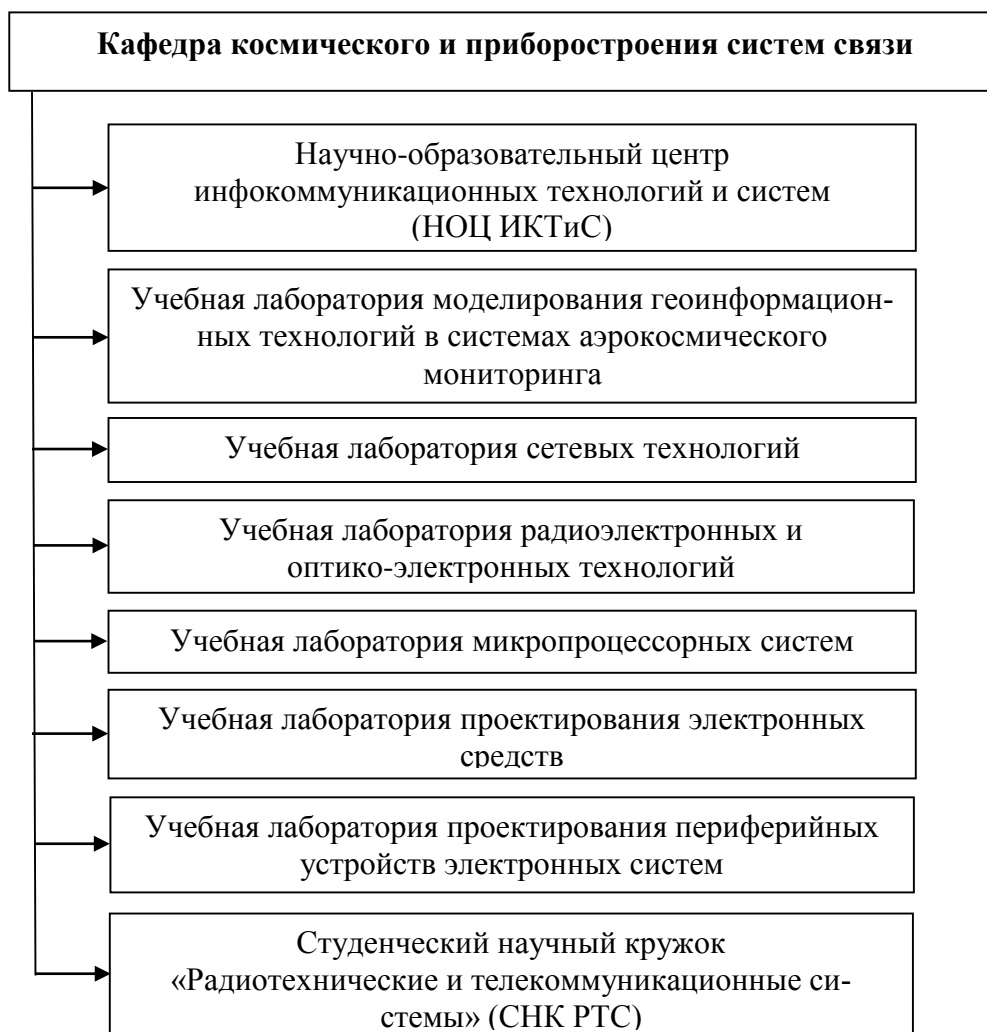 Кафедра космического и приборостроения систем связи
Научно-образовательный центр
инфокоммуникационных технологий и систем
(НОЦ ИКТиС)
Учебная лаборатория моделирования геоинформацион-
ных технологий в системах аэрокосмического
мониторинга
Учебная лаборатория сетевых технологий
Учебная лаборатория радиоэлектронных и
оптико-электронных технологий
Учебная лаборатория микропроцессорных систем
Учебная лаборатория проектирования электронных
средств
Учебная лаборатория проектирования периферийных
устройств электронных систем
Студенческий научный кружок
«Радиотехнические и телекоммуникационные си-
стемы» (СНК РТС)